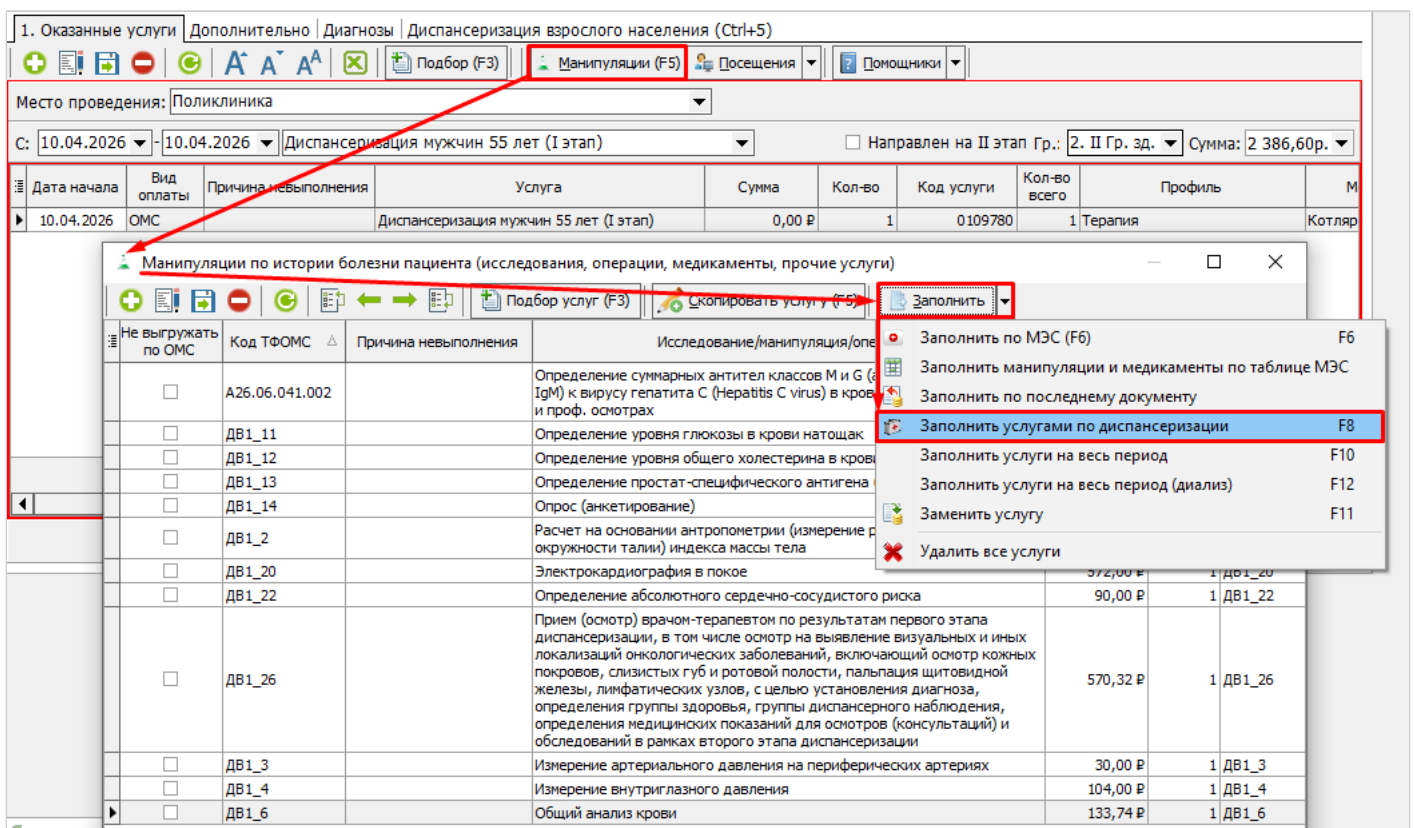 1. Оказанные услуги Дополнительно Диагнозы Диспансеризация взрослого населения (Ctrl+5)
Подбор (F3) Манипуляции (F5) Посещения Помощники
Место проведения: Поликлиника
С: 10.04.2026 - 10.04.2026 Диспансеризация мужчин 55 лет (I этап) Направлен на II этап Гр.: 2. II Гр. зд. Сумма: 2 386,60р.
Дата начала Вид оплаты Причина невыполнения Услуга Сумма Кол-во Код услуги Кол-во всего Профиль М
10.04.2026 ОМС Диспансеризация мужчин 55 лет (I этап) 0,00 ₽ 1 0109780 1 Терапия Котляр
Манипуляции по истории болезни пациента (исследования, операции, медикаменты, прочие услуги)
Подбор услуг (F3) Скопировать услугу (F5) Заполнить
Не выгружать по ОМС Код ТФОМС Причина невыполнения Исследование/манипуляция/опе
Заполнить по МЭС (F6) F6
Заполнить манипуляции и медикаменты по таблице МЭС
Заполнить по последнему документу
Заполнить услугами по диспансеризации F8
Заполнить услуги на весь период F10
Заполнить услуги на весь период (диализ) F12
Заменить услугу F11
Удалить все услуги
A26.06.041.002 Определение суммарных антител классов M и G (
IgM) к вирусу гепатита C (Hepatitis C virus) в кров
и проф. осмотрах
ДВ1_11 Определение уровня глюкозы в крови натощак
ДВ1_12 Определение уровня общего холестерина в крови
ДВ1_13 Определение простат-специфического антигена
ДВ1_14 Опрос (анкетирование)
ДВ1_2 Расчет на основании антропометрии (измерение р
окружности талии) индекса массы тела
ДВ1_20 Электрокардиография в покое 572,00 ₽ 1 ДВ1_20
ДВ1_22 Определение абсолютного сердечно-сосудистого риска 90,00 ₽ 1 ДВ1_22
ДВ1_26 Прием (осмотр) врачом-терапевтом по результатам первого этапа
диспансеризации, в том числе осмотр на выявление визуальных и иных
локализаций онкологических заболеваний, включающий осмотр кожных
покровов, слизистых губ и ротовой полости, пальпация щитовидной
железы, лимфатических узлов, с целью установления диагноза,
определения группы здоровья, группы диспансерного наблюдения,
определения медицинских показаний для осмотров (консультаций) и
обследований в рамках второго этапа диспансеризации 570,32 ₽ 1 ДВ1_26
ДВ1_3 Измерение артериального давления на периферических артериях 30,00 ₽ 1 ДВ1_3
ДВ1_4 Измерение внутриглазного давления 104,00 ₽ 1 ДВ1_4
ДВ1_6 Общий анализ крови 133,74 ₽ 1 ДВ1_6